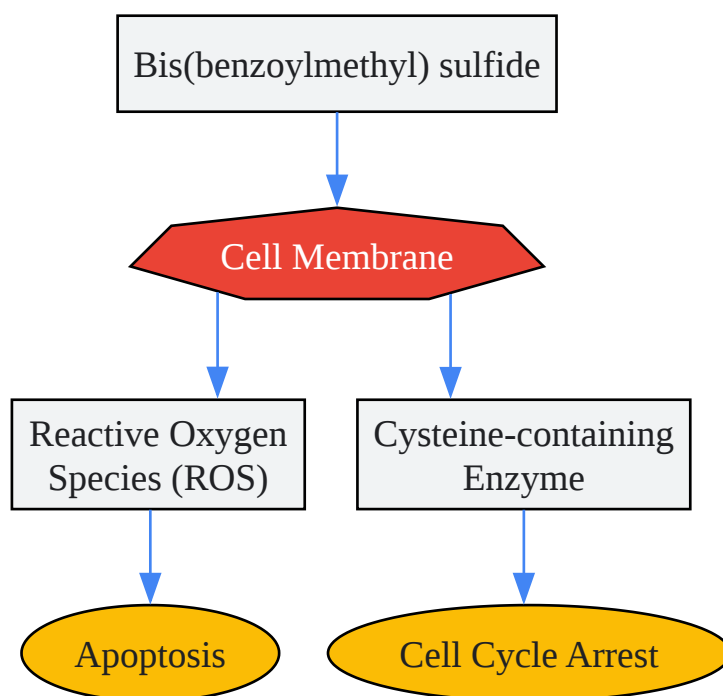 Bis(benzoylmethyl) sulfide
Cell Membrane
Reactive Oxygen
Species (ROS)
Cysteine-containing
Enzyme
Apoptosis
Cell Cycle Arrest